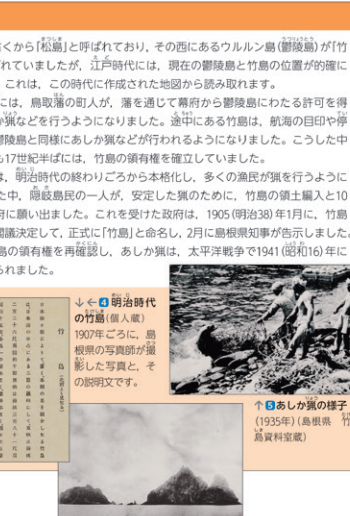 くから「松島」と呼ばれており，その西にあるウルルン島（鬱陵島）が「竹
ばれていましたが，江戸時代には，現在の鬱陵島と竹島の位置が的確に
これは，この時代に作成された地図から読み取れます。
には，鳥取藩の町人が，藩を通じて幕府から鬱陵島にわたる許可を得
か猟などを行うようになりました。途中にある竹島は，航海の目印や停
鬱陵島と同様にあしか猟などが行われるようになりました。こうした中
も17世紀半ばには，竹島の領有権を確立していました。
は，明治時代の終わりごろから本格化し，多くの漁民が猟を行うように
た中，隠岐島民の一人が，安定した猟のために，竹島の領土編入と10
府に願い出ました。これを受けた政府は，1905（明治38）年1月に，竹島
閣議決定して，正式に「竹島」と命名し，2月に島根県知事が告示しました。
島の領有権を再確認し，あしか猟は，太平洋戦争で1941（昭和16）年に
られました。
↓←4明治時代
の竹島（個人蔵）
1907年ごろに，島
根県の写真師が撮
影した写真と，そ
の説明文です。
竹島
↑5あしか猟の様子
（1935年）（島根県 竹
島資料室蔵）